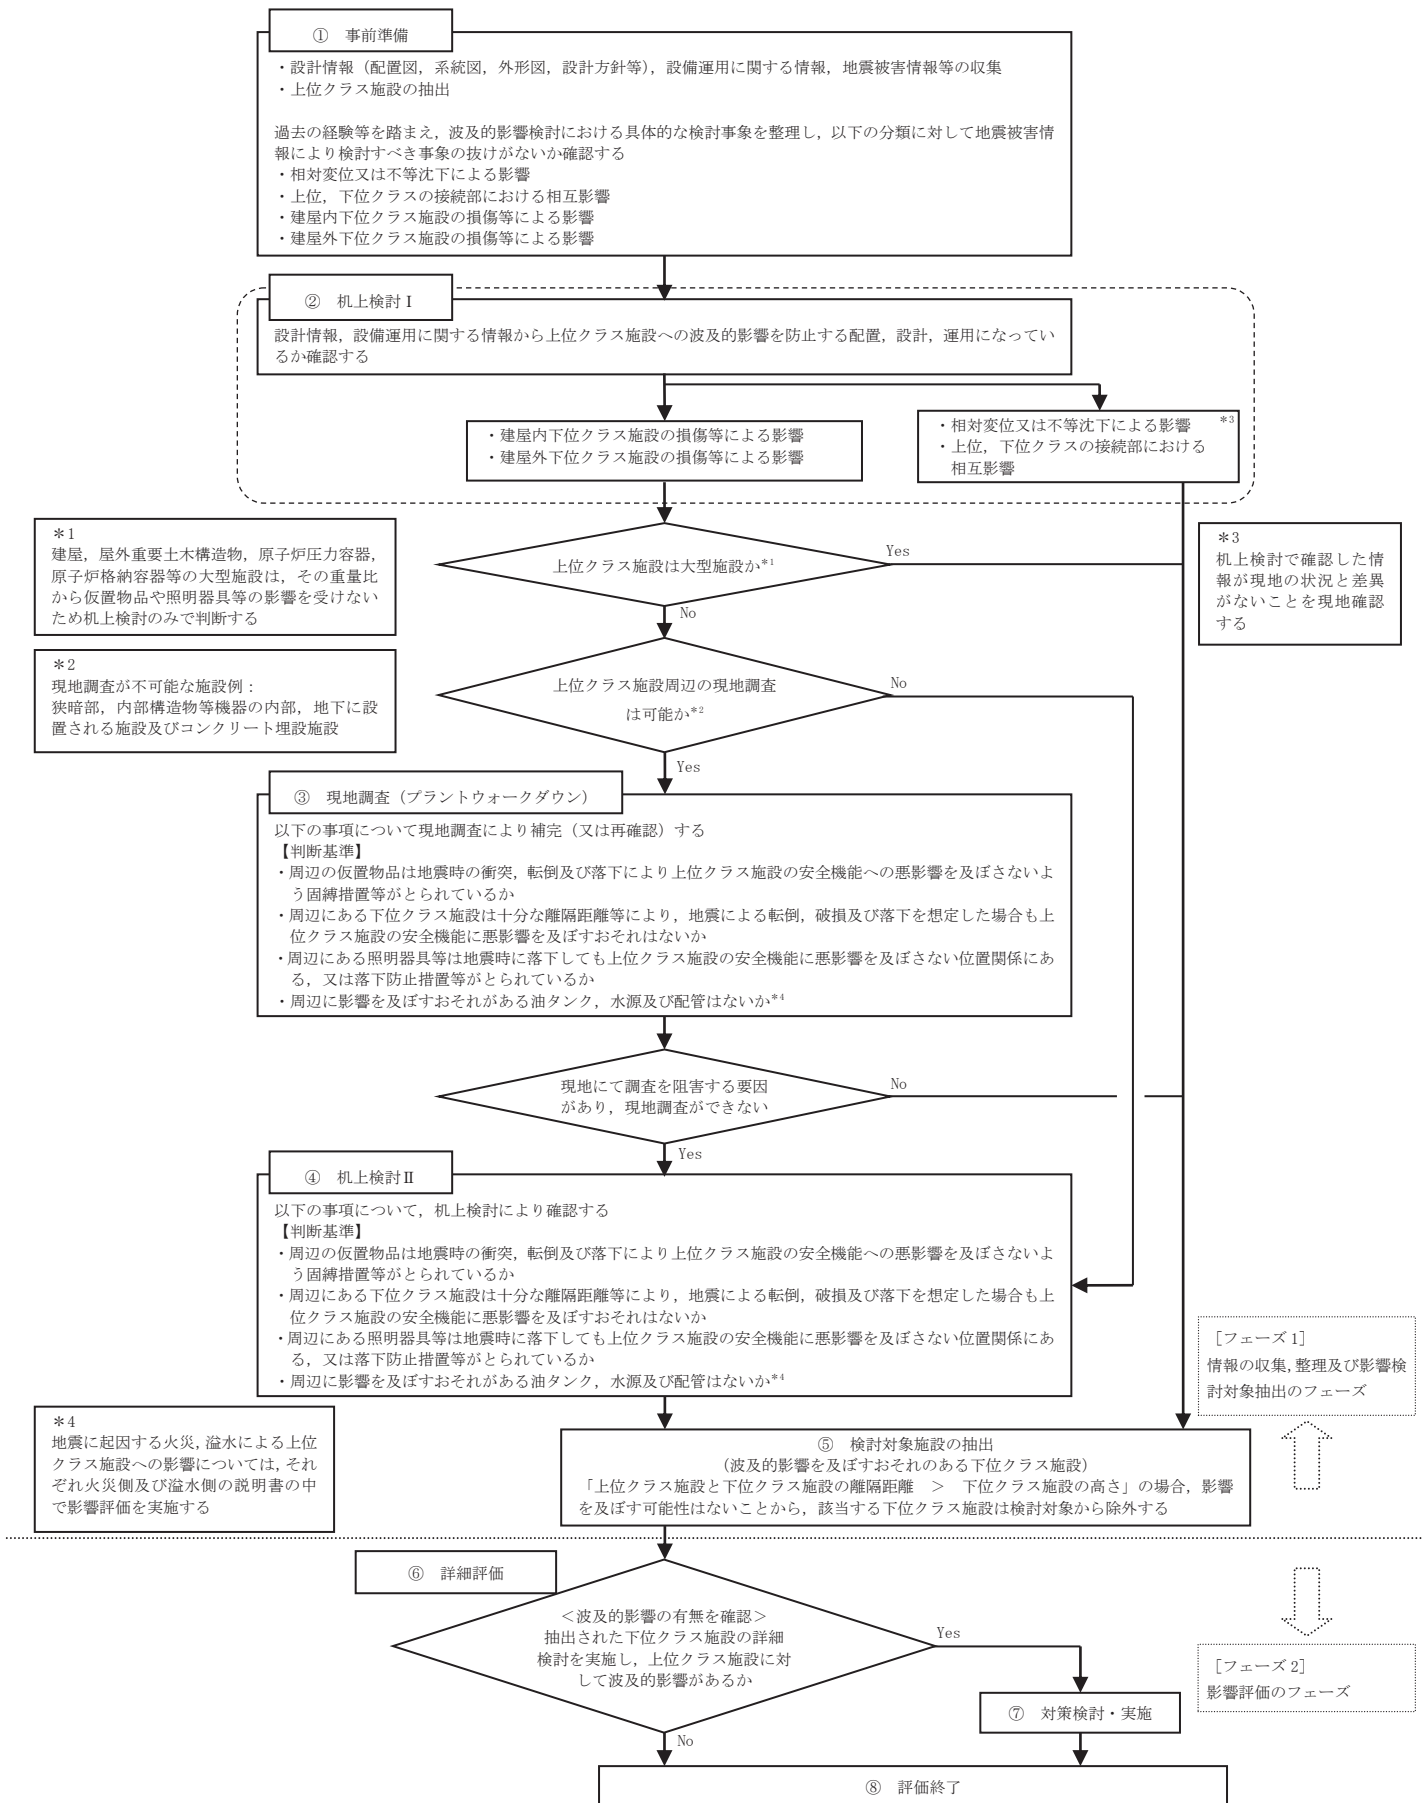 ① 事前準備
・設計情報（配置図，系統図，外形図，設計方針等），設備運用に関する情報，地震被害情報等の収集
・上位クラス施設の抽出
過去の経験等を踏まえ，波及的影響検討における具体的な検討事象を整理し，以下の分類に対して地震被害情
報により検討すべき事象の抜けがないか確認する
・相対変位又は不等沈下による影響
・上位，下位クラスの接続部における相互影響
・建屋内下位クラス施設の損傷等による影響
・建屋外下位クラス施設の損傷等による影響
② 机上検討Ⅰ
設計情報，設備運用に関する情報から上位クラス施設への波及的影響を防止する配置，設計，運用になってい
るか確認する
・建屋内下位クラス施設の損傷等による影響
・建屋外下位クラス施設の損傷等による影響
・相対変位又は不等沈下による影響 *3
・上位，下位クラスの接続部における
相互影響
＊1
建屋，屋外重要土木構造物，原子炉圧力容器，
原子炉格納容器等の大型施設は，その重量比
から仮置物品や照明器具等の影響を受けない
ため机上検討のみで判断する
上位クラス施設は大型施設か*1
Yes
No
＊3
机上検討で確認した情
報が現地の状況と差異
がないことを現地確認
する
＊2
現地調査が不可能な施設例：
狭暗部，内部構造物等機器の内部，地下に設
置される施設及びコンクリート埋設施設
上位クラス施設周辺の現地調査
は可能か*2
No
Yes
③ 現地調査（プラントウォークダウン）
以下の事項について現地調査により補完（又は再確認）する
【判断基準】
・周辺の仮置物品は地震時の衝突，転倒及び落下により上位クラス施設の安全機能への悪影響を及ぼさないよ
う固縛措置等がとられているか
・周辺にある下位クラス施設は十分な離隔距離等により，地震による転倒，破損及び落下を想定した場合も上
位クラス施設の安全機能に悪影響を及ぼすおそれはないか
・周辺にある照明器具等は地震時に落下しても上位クラス施設の安全機能に悪影響を及ぼさない位置関係にあ
る，又は落下防止措置等がとられているか
・周辺に影響を及ぼすおそれがある油タンク，水源及び配管はないか*4
現地にて調査を阻害する要因
があり，現地調査ができない
No
Yes
④ 机上検討Ⅱ
以下の事項について，机上検討により確認する
【判断基準】
・周辺の仮置物品は地震時の衝突，転倒及び落下により上位クラス施設の安全機能への悪影響を及ぼさないよ
う固縛措置等がとられているか
・周辺にある下位クラス施設は十分な離隔距離等により，地震による転倒，破損及び落下を想定した場合も上
位クラス施設の安全機能に悪影響を及ぼすおそれはないか
・周辺にある照明器具等は地震時に落下しても上位クラス施設の安全機能に悪影響を及ぼさない位置関係にあ
る，又は落下防止措置等がとられているか
・周辺に影響を及ぼすおそれがある油タンク，水源及び配管はないか*4
［フェーズ 1］
情報の収集，整理及び影響検
討対象抽出のフェーズ
＊4
地震に起因する火災，溢水による上位
クラス施設への影響については，それ
ぞれ火災側及び溢水側の説明書の中
で影響評価を実施する
⑤ 検討対象施設の抽出
（波及的影響を及ぼすおそれのある下位クラス施設）
「上位クラス施設と下位クラス施設の離隔距離 ＞ 下位クラス施設の高さ」の場合，影響
を及ぼす可能性はないことから，該当する下位クラス施設は検討対象から除外する
⑥ 詳細評価
＜波及的影響の有無を確認＞
抽出された下位クラス施設の詳細
検討を実施し，上位クラス施設に対
して波及的影響があるか
Yes
No
［フェーズ 2］
影響評価のフェーズ
⑦ 対策検討・実施
⑧ 評価終了